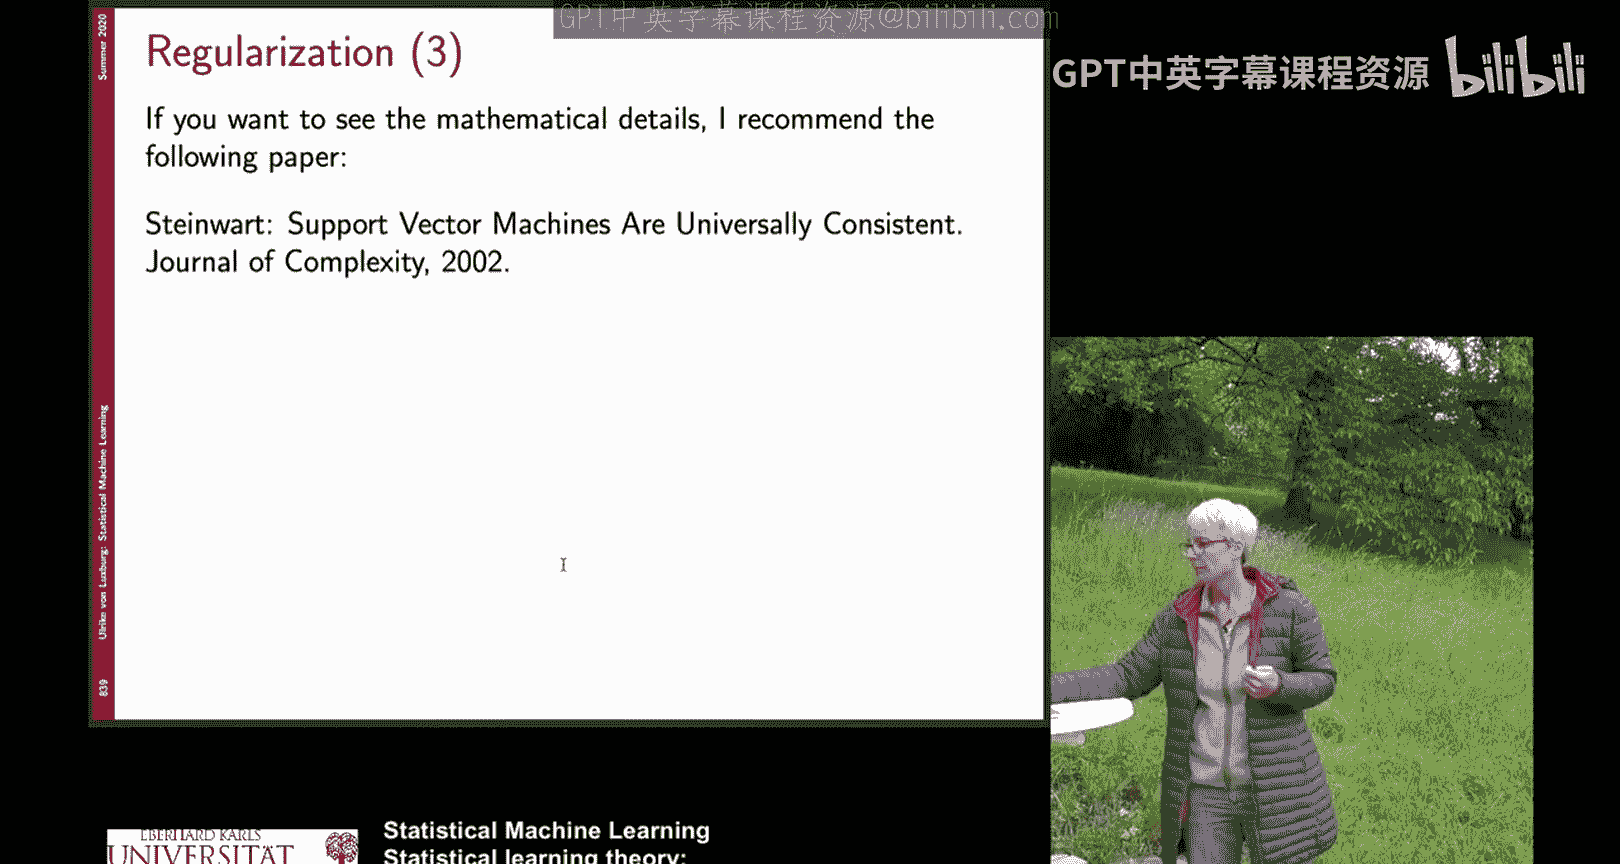 GPT中英字幕课程资源@bilibili.com
GPT中英字幕课程资源 bilibili
Summer 2020
Regularization (3)
If you want to see the mathematical details, I recommend the
following paper:
Steinwart: Support Vector Machines Are Universally Consistent.
Journal of Complexity, 2002.
Ulrike von Luxburg: Statistical Machine Learning
839
EBERHARD KARLS
UNIVERSITÄT
Statistical Machine Learning
Statistical learning theory: